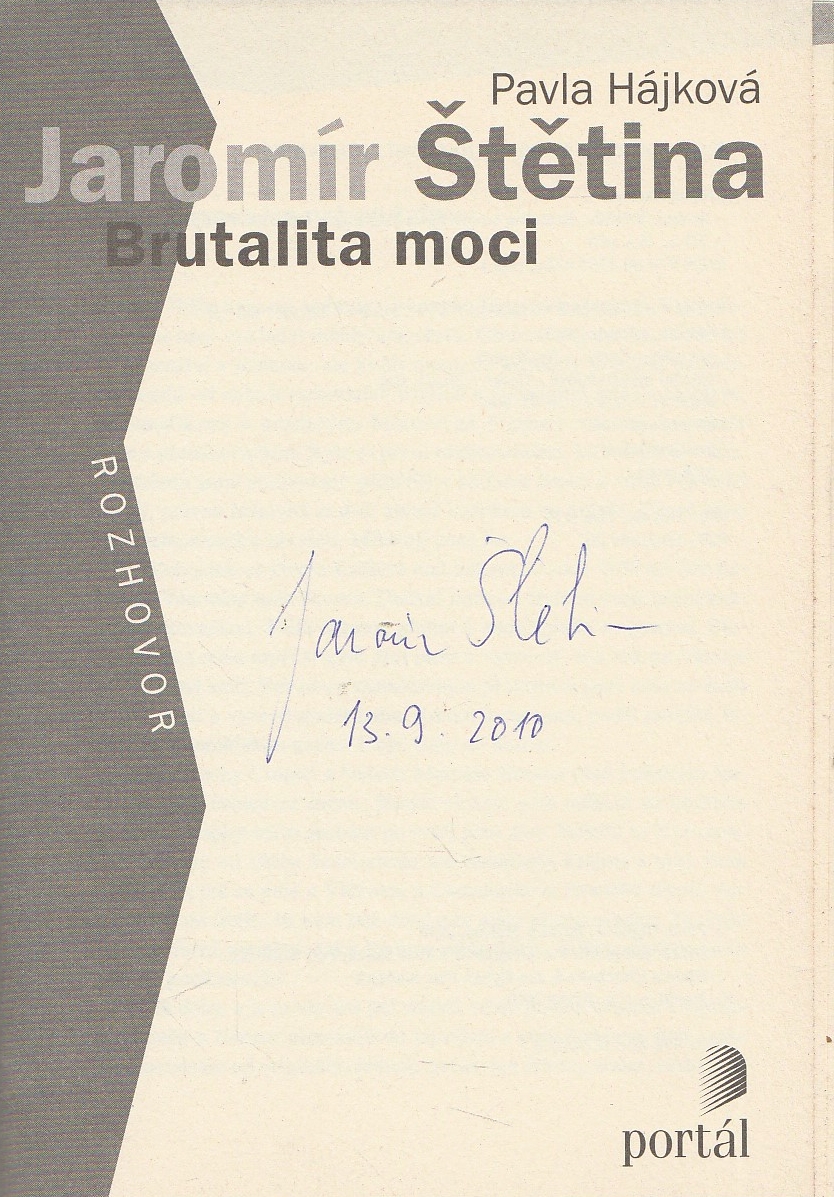 Pavla Hájková
Jaromír Štětina
Brutalita moci
ROZHOVOR
Jaromír Štětina
13. 9. 2010
portál